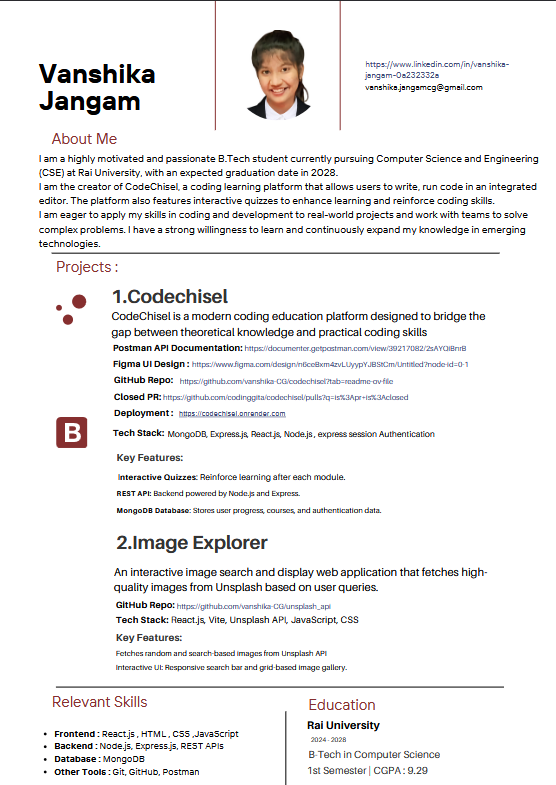 Vanshika
Jangam
https://www.linkedin.com/in/vanshika-
jangam-0a232332a
vanshika.jangamcg@gmail.com
About Me
I am a highly motivated and passionate B.Tech student currently pursuing Computer Science and Engineering
(CSE) at Rai University, with an expected graduation date in 2028.
I am the creator of CodeChisel, a coding learning platform that allows users to write, run code in an integrated
editor. The platform also features interactive quizzes to enhance learning and reinforce coding skills.
I am eager to apply my skills in coding and development to real-world projects and work with teams to solve
complex problems. I have a strong willingness to learn and continuously expand my knowledge in emerging
technologies.
Projects :
1.Codechisel
CodeChisel is a modern coding education platform designed to bridge the
gap between theoretical knowledge and practical coding skills
Postman API Documentation: https://documenter.getpostman.com/view/39217082/2sAYQiBnrB
Figma UI Design : https://www.figma.com/design/n6ceBxm4zvLUyypYJBStCm/Untitled?node-id=0-1
GitHub Repo: https://github.com/vanshika-CG/codechisel?tab=readme-ov-file
Closed PR: https://github.com/codinggita/codechisel/pulls?q=is%3Apr+is%3Aclosed
Deployment : https://codechisel.onrender.com
B
Tech Stack: MongoDB, Express.js, React.js, Node.js , express session Authentication
Key Features:
Interactive Quizzes: Reinforce learning after each module.
REST API: Backend powered by Node.js and Express.
MongoDB Database: Stores user progress, courses, and authentication data.
2.Image Explorer
An interactive image search and display web application that fetches high-
quality images from Unsplash based on user queries.
GitHub Repo: https://github.com/vanshika-CG/unsplash_api
Tech Stack: React.js, Vite, Unsplash API, JavaScript, CSS
Key Features:
Fetches random and search-based images from Unsplash API
Interactive UI: Responsive search bar and grid-based image gallery.
Relevant Skills
• Frontend : React.js , HTML , CSS ,JavaScript
• Backend : Node.js, Express.js, REST APIs
• Database : MongoDB
• Other Tools : Git, GitHub, Postman
Education
Rai University
2024 - 2028
B-Tech in Computer Science
1st Semester | CGPA : 9.29